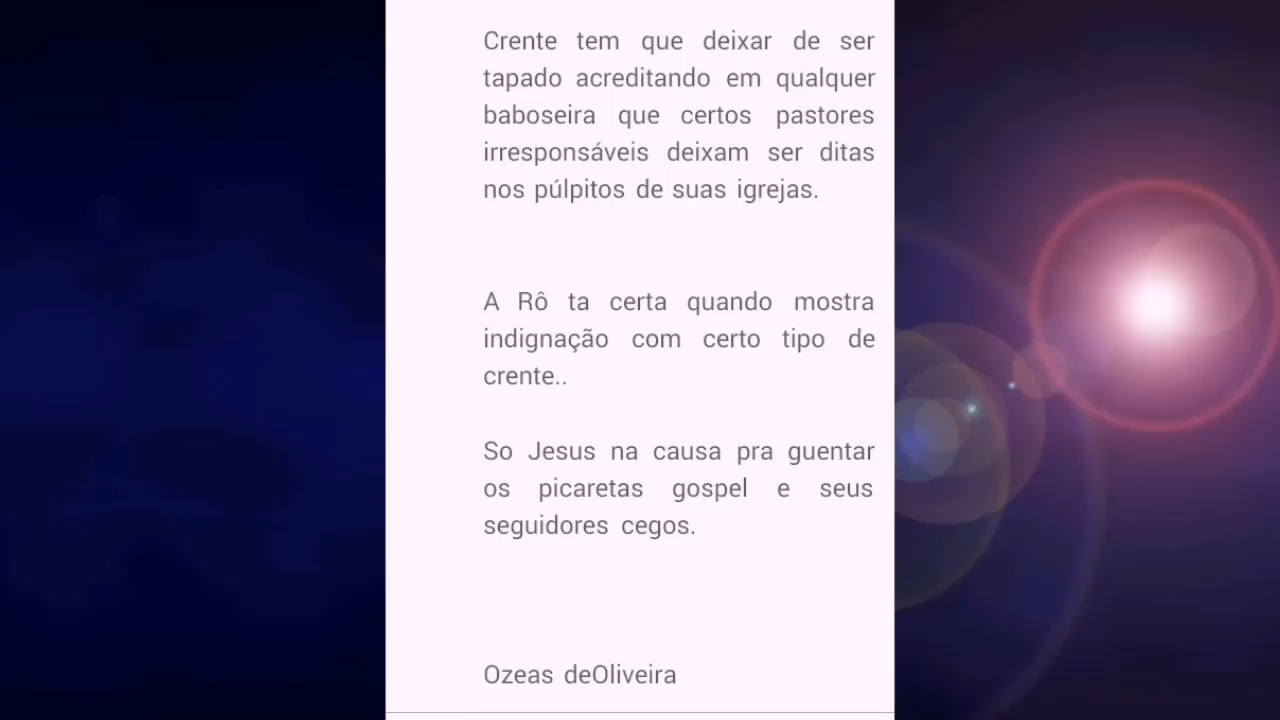 Crente tem que deixar de ser
tapado acreditando em qualquer
baboseira que certos pastores
irresponsáveis deixam ser ditas
nos púlpitos de suas igrejas.
A Rô ta certa quando mostra
indignação com certo tipo de
crente..
So Jesus na causa pra guentar
os picaretas gospel e seus
seguidores cegos.
Ozeas deOliveira